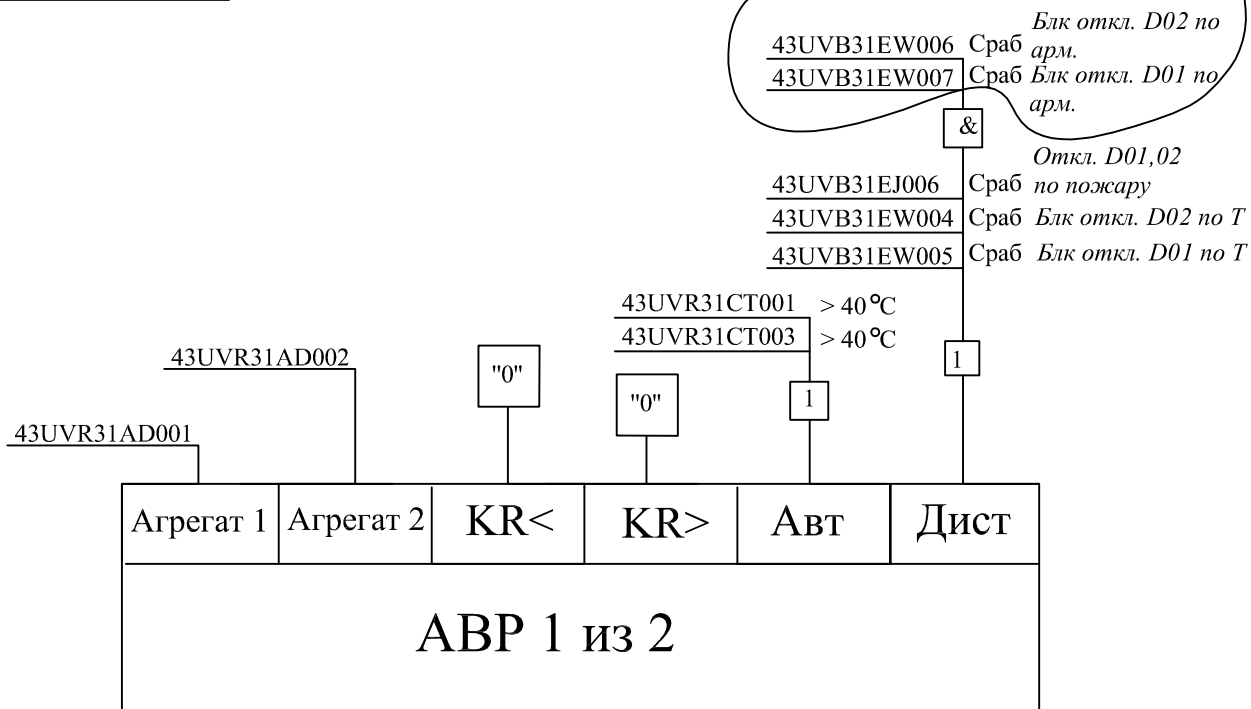 43UVB31EW006 Сраб Блк откл. D02 по
арм.
43UVB31EW007 Сраб Блк откл. D01 по
арм.
&
Откл. D01,02
43UVB31EJ006 Сраб по пожару
43UVB31EW004 Сраб Блк откл. D02 по Т
43UVB31EW005 Сраб Блк откл. D01 по Т
43UVR31CT001 > 40°C
43UVR31CT003 > 40°C
43UVR31AD002
"0"
1
"0"
1
43UVR31AD001
Агрегат 1 Агрегат 2 KR< KR> Авт Дист
АВР 1 из 2